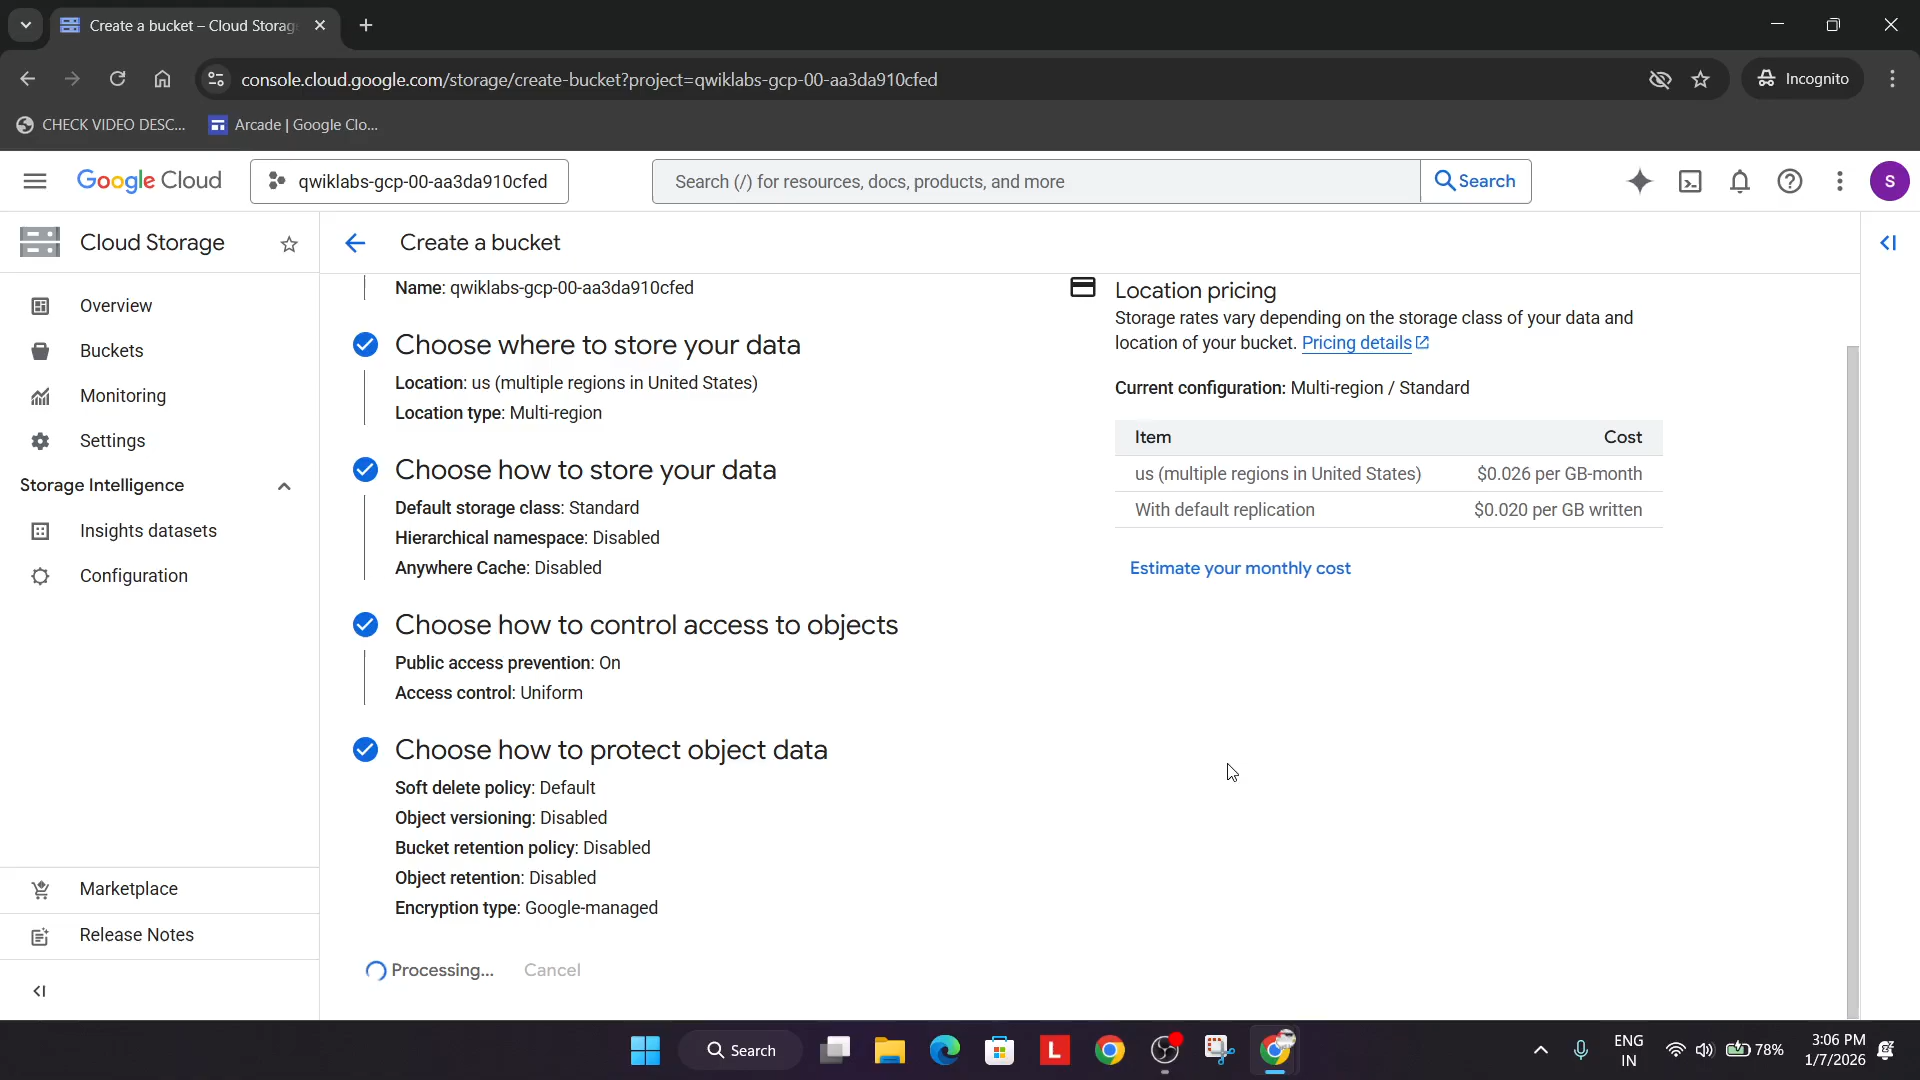 Create a bucket – Cloud Storag
console.cloud.google.com/storage/create-bucket?project=qwiklabs-gcp-00-aa3da910cfed
Incognito
CHECK VIDEO DESC...
Arcade | Google Clo...
Google Cloud
qwiklabs-gcp-00-aa3da910cfed
Search (/) for resources, docs, products, and more
Search
S
Cloud Storage
Create a bucket
Overview
Buckets
Monitoring
Settings
Storage Intelligence
Insights datasets
Configuration
Marketplace
Release Notes
Name: qwiklabs-gcp-00-aa3da910cfed
Choose where to store your data
Location: us (multiple regions in United States)
Location type: Multi-region
Choose how to store your data
Default storage class: Standard
Hierarchical namespace: Disabled
Anywhere Cache: Disabled
Choose how to control access to objects
Public access prevention: On
Access control: Uniform
Choose how to protect object data
Soft delete policy: Default
Object versioning: Disabled
Bucket retention policy: Disabled
Object retention: Disabled
Encryption type: Google-managed
Processing... Cancel
Location pricing
Storage rates vary depending on the storage class of your data and
location of your bucket. Pricing details
Current configuration: Multi-region / Standard
Item Cost
us (multiple regions in United States) $0.026 per GB-month
With default replication $0.020 per GB written
Estimate your monthly cost
Search
L
ENG
IN
78%
3:06 PM
1/7/2026